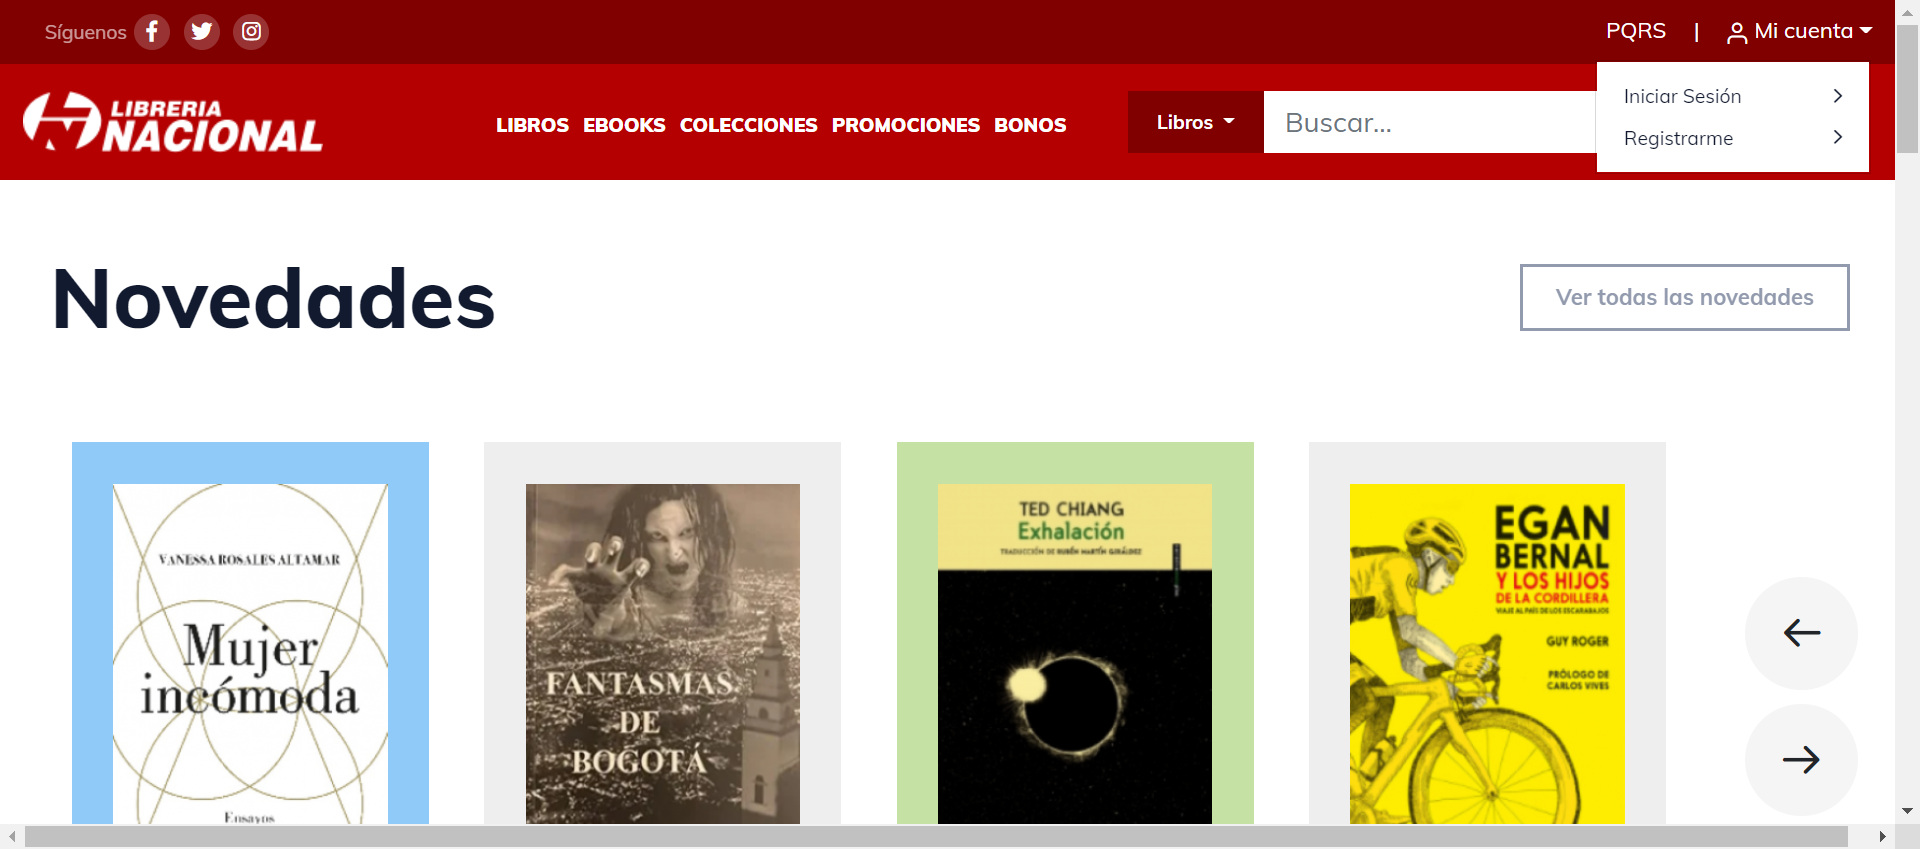 Síguenos
PQRS | Mi cuenta
Iniciar Sesión
Registrarme
LIBRERIA
NACIONAL
LIBROS EBOOKS COLECCIONES PROMOCIONES BONOS
Libros
Buscar...
Novedades
Ver todas las novedades
VANESSA ROSALES ALTAMAR
Mujer
incómoda
Ensayos
FANTASMAS
DE
BOGOTÁ
TED CHIANG
Exhalación
TRADUCCIÓN DE RUBÉN MARTÍN GIRÁLDEZ
EGAN
BERNAL
Y LOS HIJOS
DE LA CORDILLERA
VIAJE AL PAÍS DE LOS ESCARABAJOS
GUY ROGER
PRÓLOGO DE
CARLOS VIVES